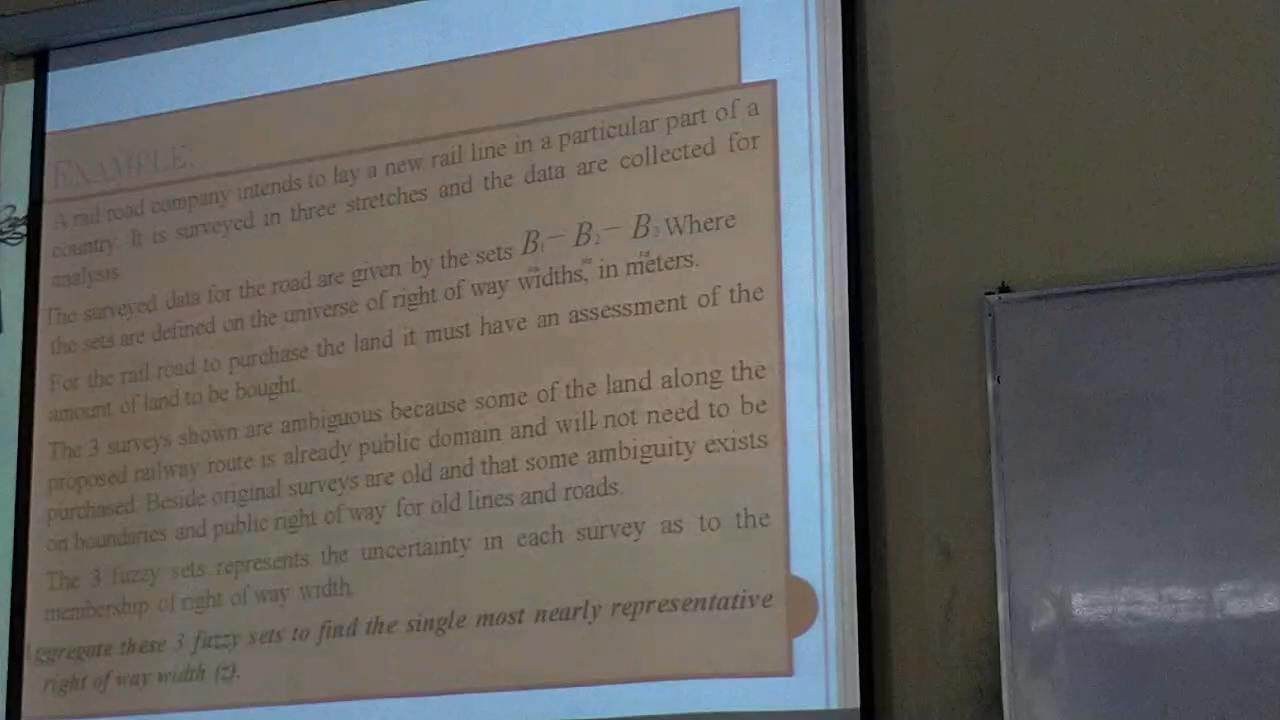 EXAMPLE:
A rail road company intends to lay a new rail line in a particular part of a
country. It is surveyed in three stretches and the data are collected for
analysis
The surveyed data for the road are given by the sets B₁ – B₂ – B₃ Where
the sets are defined on the universe of right of way widths, in meters.
For the rail road to purchase the land it must have an assessment of the
amount of land to be bought.
The 3 surveys shown are ambiguous because some of the land along the
proposed railway route is already public domain and will not need to be
purchased. Beside original surveys are old and that some ambiguity exists
on boundaries and public right of way for old lines and roads.
The 3 fuzzy sets represents the uncertainty in each survey as to the
membership of right of way width.
ggregate these 3 fuzzy sets to find the single most nearly representative
right of way width (z).